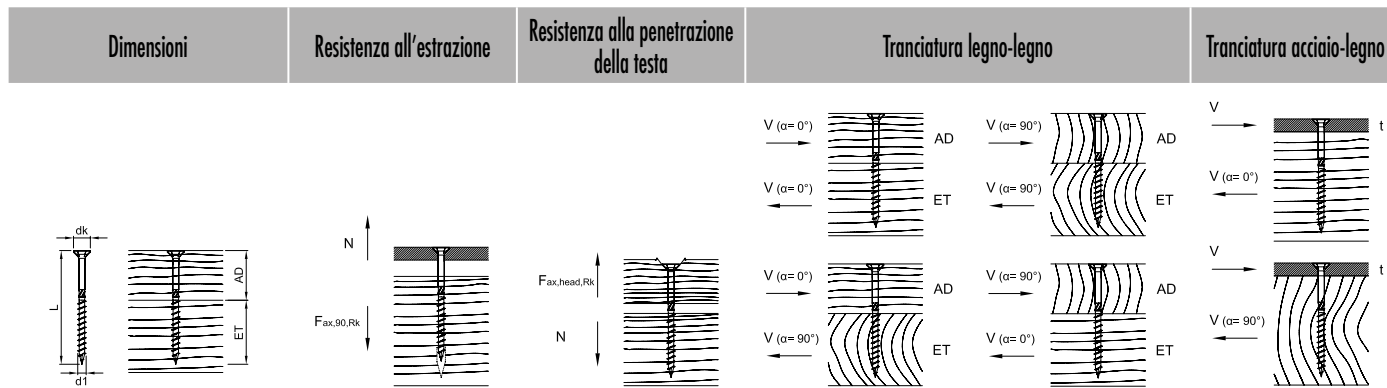 Dimensioni
Resistenza all'estrazione
Resistenza alla penetrazione
della testa
Tranciatura legno-legno
Tranciatura acciaio-legno
dk
L
d1
AD
ET
N
Fax,90,Rk
Fax,head,Rk
N
V (α= 0°)
AD
V (α= 0°)
ET
V (α= 90°)
AD
V (α= 90°)
ET
V (α= 0°)
V (α= 90°)
V (α= 90°)
AD
V (α= 0°)
ET
V
t
V (α= 0°)
V
t
V (α= 90°)